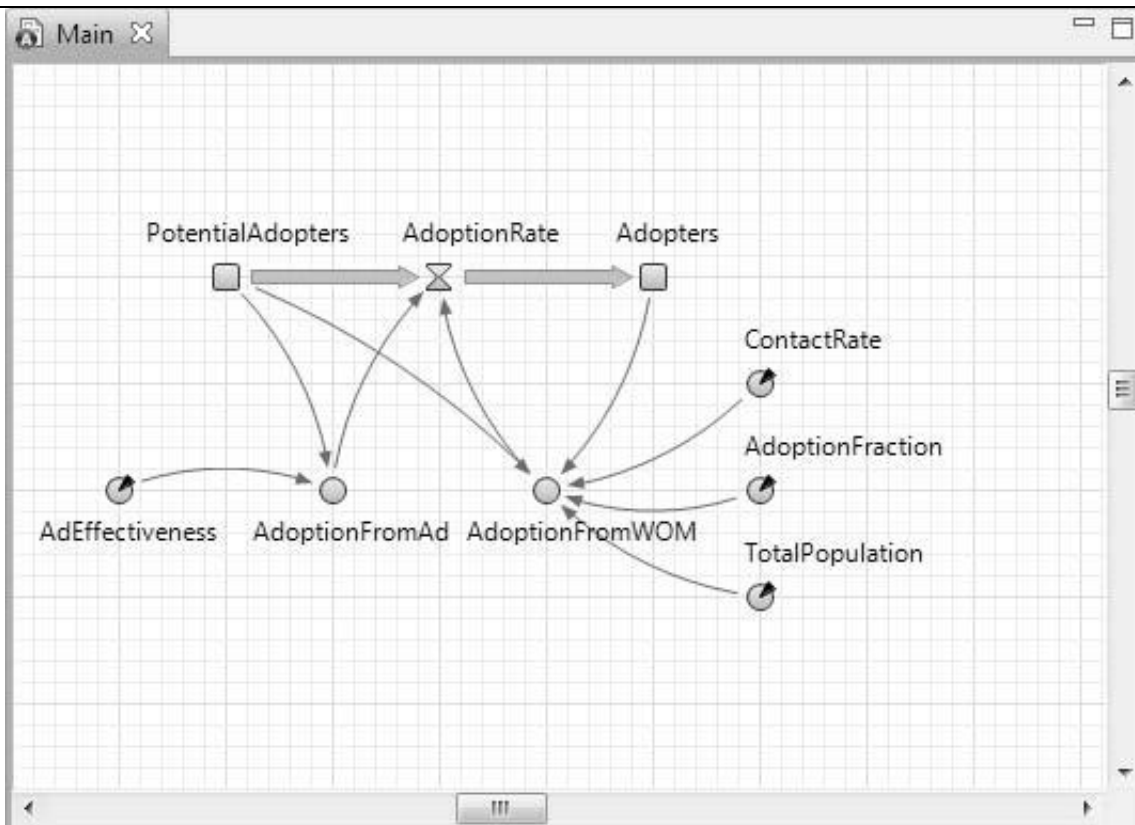 Main
PotentialAdopters AdoptionRate Adopters
ContactRate
AdoptionFraction
AdEffectiveness AdoptionFromAd AdoptionFromWOM
TotalPopulation